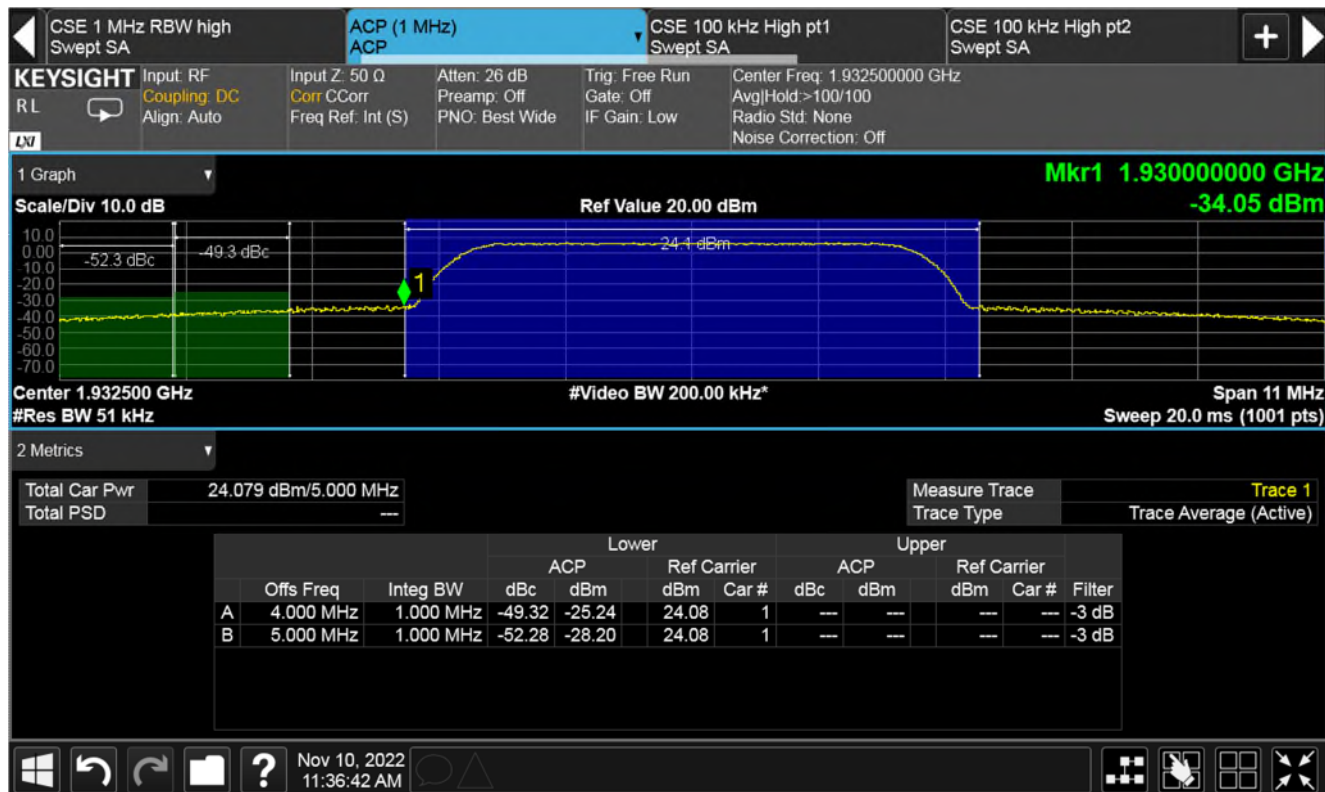 CSE 1 MHz RBW high
Swept SA
ACP (1 MHz)
ACP
CSE 100 kHz High pt1
Swept SA
CSE 100 kHz High pt2
Swept SA
+
KEYSIGHT
RL
LXI
Input: RF
Coupling: DC
Align: Auto
Input Z: 50 Ω
Corr CCorr
Freq Ref: Int (S)
Atten: 26 dB
Preamp: Off
PNO: Best Wide
Trig: Free Run
Gate: Off
IF Gain: Low
Center Freq: 1.932500000 GHz
Avg|Hold:>100/100
Radio Std: None
Noise Correction: Off
1 Graph
Mkr1 1.930000000 GHz
Scale/Div 10.0 dB
Ref Value 20.00 dBm
-34.05 dBm
10.0
0.00
-10.0
-20.0
-30.0
-40.0
-50.0
-60.0
-70.0
-52.3 dBc
-49.3 dBc
24.1 dBm
1
Center 1.932500 GHz
#Video BW 200.00 kHz*
Span 11 MHz
#Res BW 51 kHz
Sweep 20.0 ms (1001 pts)
2 Metrics
Total Car Pwr 24.079 dBm/5.000 MHz
Total PSD ---
Measure Trace Trace 1
Trace Type Trace Average (Active)
Lower Upper
ACP Ref Carrier ACP Ref Carrier
Offs Freq Integ BW dBc dBm dBm Car # dBc dBm dBm Car # Filter
A 4.000 MHz 1.000 MHz -49.32 -25.24 24.08 1 --- --- --- --- -3 dB
B 5.000 MHz 1.000 MHz -52.28 -28.20 24.08 1 --- --- --- --- -3 dB
?
Nov 10, 2022
11:36:42 AM